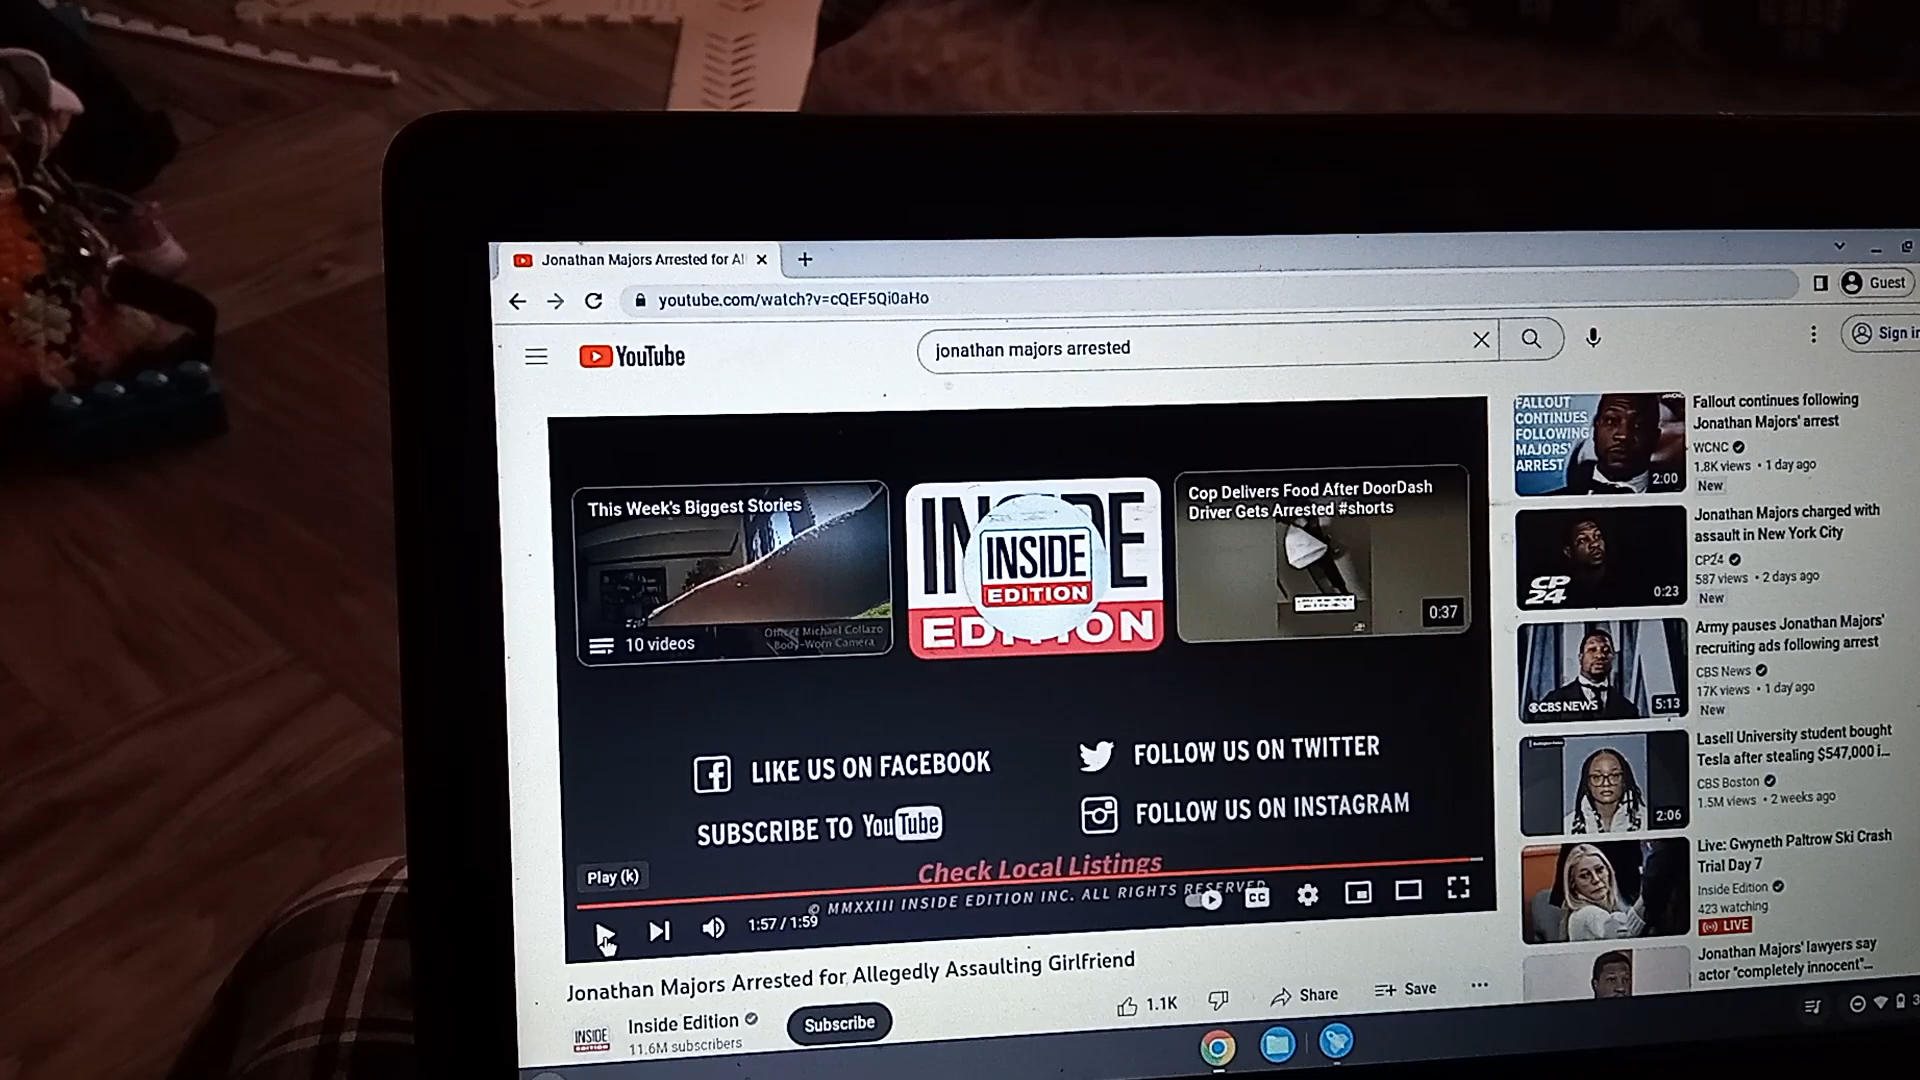 Jonathan Majors Arrested for Al
youtube.com/watch?v=cQEF5Qi0aHo
Guest
YouTube
jonathan majors arrested
Sign in
This Week's Biggest Stories
10 videos
Officer Michael Collazo
Body-Worn Camera
INSIDE
EDITION
Cop Delivers Food After DoorDash
Driver Gets Arrested #shorts
0:37
LIKE US ON FACEBOOK
FOLLOW US ON TWITTER
SUBSCRIBE TO YouTube
FOLLOW US ON INSTAGRAM
Check Local Listings
© MMXXIII INSIDE EDITION INC. ALL RIGHTS RESERVED
Play (k)
1:57 / 1:59
CC
Jonathan Majors Arrested for Allegedly Assaulting Girlfriend
INSIDE
EDITION
Inside Edition
11.6M subscribers
Subscribe
1.1K
Share
Save
FALLOUT
CONTINUES
FOLLOWING
MAJORS'
ARREST
2:00
Fallout continues following
Jonathan Majors' arrest
WCNC
1.8K views • 1 day ago
New
CP
24
0:23
Jonathan Majors charged with
assault in New York City
CP24
587 views • 2 days ago
New
CBS NEWS
5:13
Army pauses Jonathan Majors'
recruiting ads following arrest
CBS News
17K views • 1 day ago
New
2:06
Lasell University student bought
Tesla after stealing $547,000 i...
CBS Boston
1.5M views • 2 weeks ago
Live: Gwyneth Paltrow Ski Crash
Trial Day 7
Inside Edition
423 watching
LIVE
Jonathan Majors' lawyers say
actor "completely innocent"...